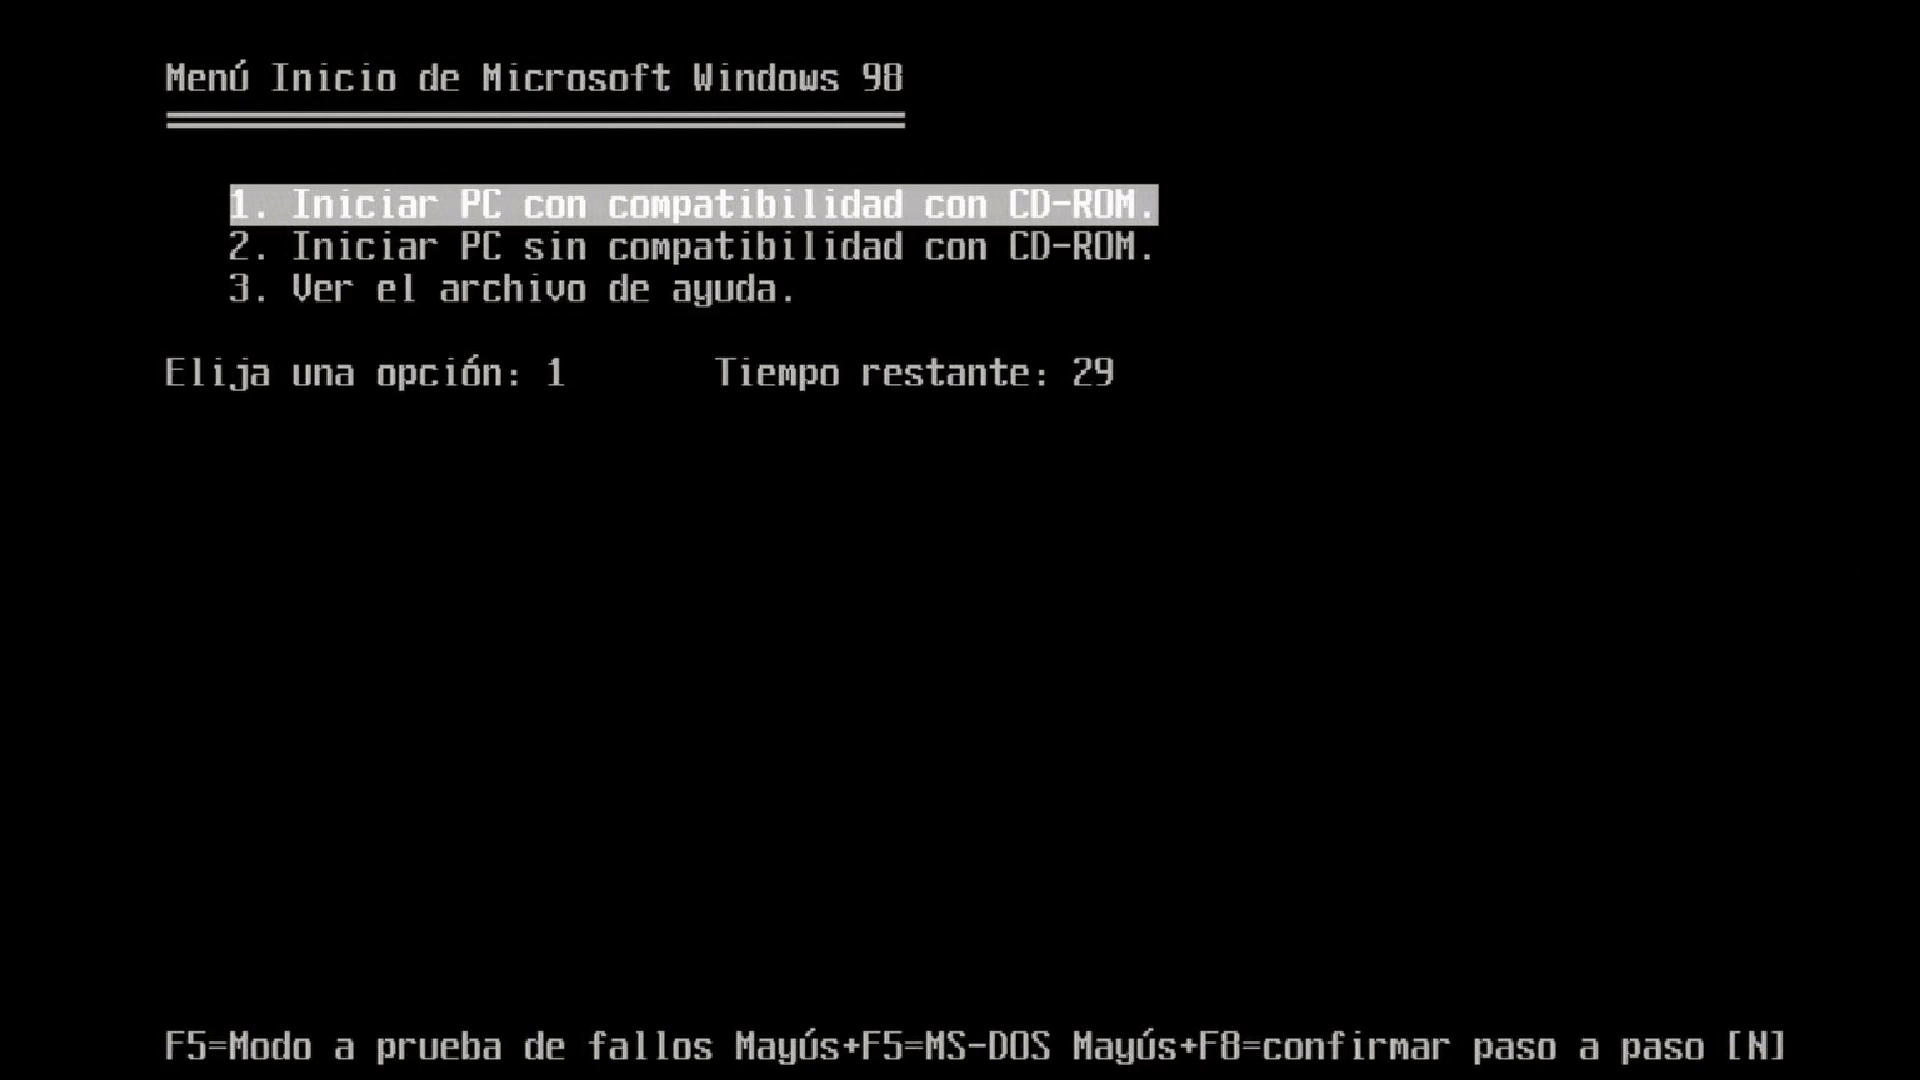 Menú Inicio de Microsoft Windows 98
1. Iniciar PC con compatibilidad con CD-ROM.
2. Iniciar PC sin compatibilidad con CD-ROM.
3. Ver el archivo de ayuda.
Elija una opción: 1 Tiempo restante: 29
F5=Modo a prueba de fallos Mayús+F5=MS-DOS Mayús+F8=confirmar paso a paso [N]